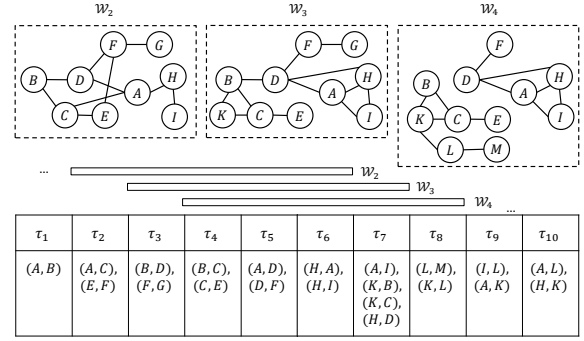 𝒲₂ 𝒲₃ 𝒲₄
F G F G F
B D H B D H D H
A A B A
C E I K C E I K C E I
L M
... 𝒲₂
𝒲₃
𝒲₄ ...
τ₁ τ₂ τ₃ τ₄ τ₅ τ₆ τ₇ τ₈ τ₉ τ₁₀
(A, B) (A, C), (B, D), (B, C), (A, D), (H, A), (A, I), (L, M), (I, L), (A, L),
(E, F) (F, G) (C, E) (D, F) (H, I) (K, B), (K, L) (A, K) (H, K)
(K, C),
(H, D)